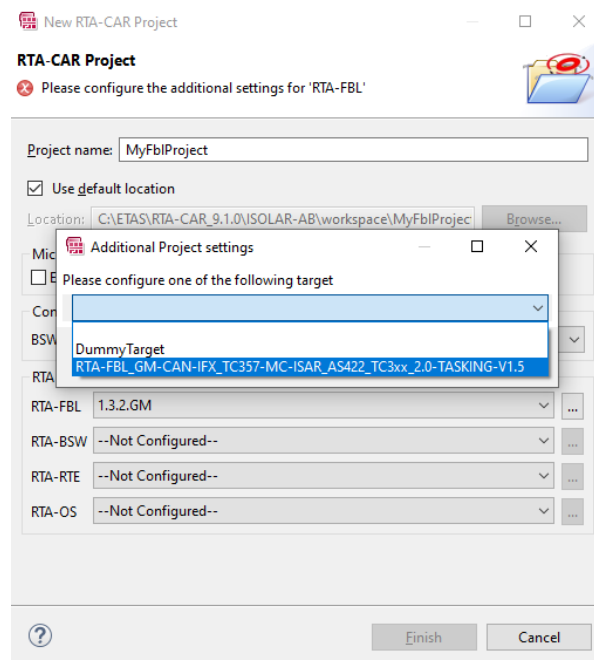 New RTA-CAR Project
RTA-CAR Project
Please configure the additional settings for 'RTA-FBL'
Project name: MyFblProject
Use default location
Location: C:\ETAS\RTA-CAR_9.1.0\ISOLAR-AB\workspace\MyFblProjec Browse...
Mic
Additional Project settings
Please configure one of the following target
Con
BSW
DummyTarget
RTA-FBL_GM-CAN-IFX_TC357-MC-ISAR_AS422_TC3xx_2.0-TASKING-V1.5
RTA
RTA-FBL 1.3.2.GM ...
RTA-BSW --Not Configured-- ...
RTA-RTE --Not Configured-- ...
RTA-OS --Not Configured-- ...
? Finish Cancel